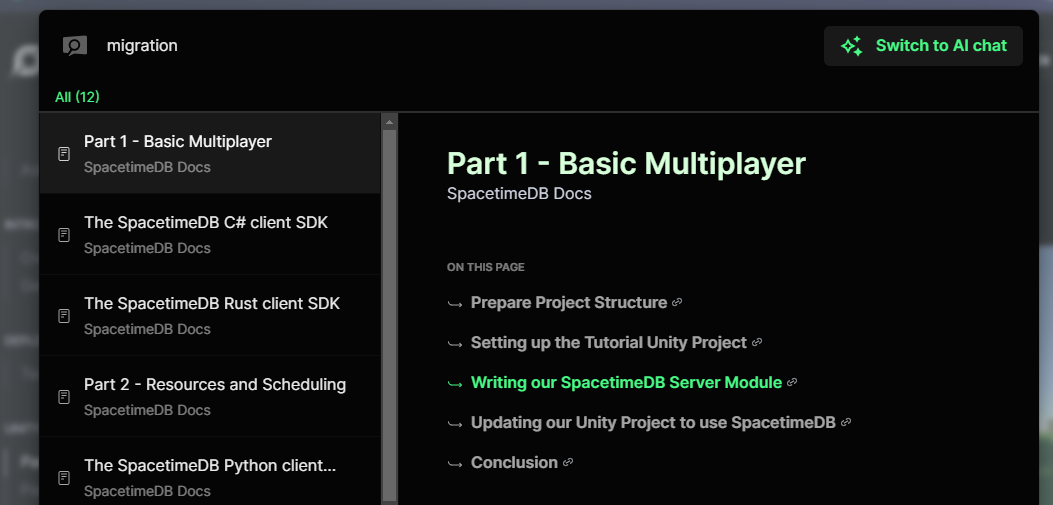 migration
Switch to AI chat
All (12)
Part 1 - Basic Multiplayer
SpacetimeDB Docs
The SpacetimeDB C# client SDK
SpacetimeDB Docs
The SpacetimeDB Rust client SDK
SpacetimeDB Docs
Part 2 - Resources and Scheduling
SpacetimeDB Docs
The SpacetimeDB Python client...
SpacetimeDB Docs
Part 1 - Basic Multiplayer
SpacetimeDB Docs
ON THIS PAGE
Prepare Project Structure
Setting up the Tutorial Unity Project
Writing our SpacetimeDB Server Module
Updating our Unity Project to use SpacetimeDB
Conclusion